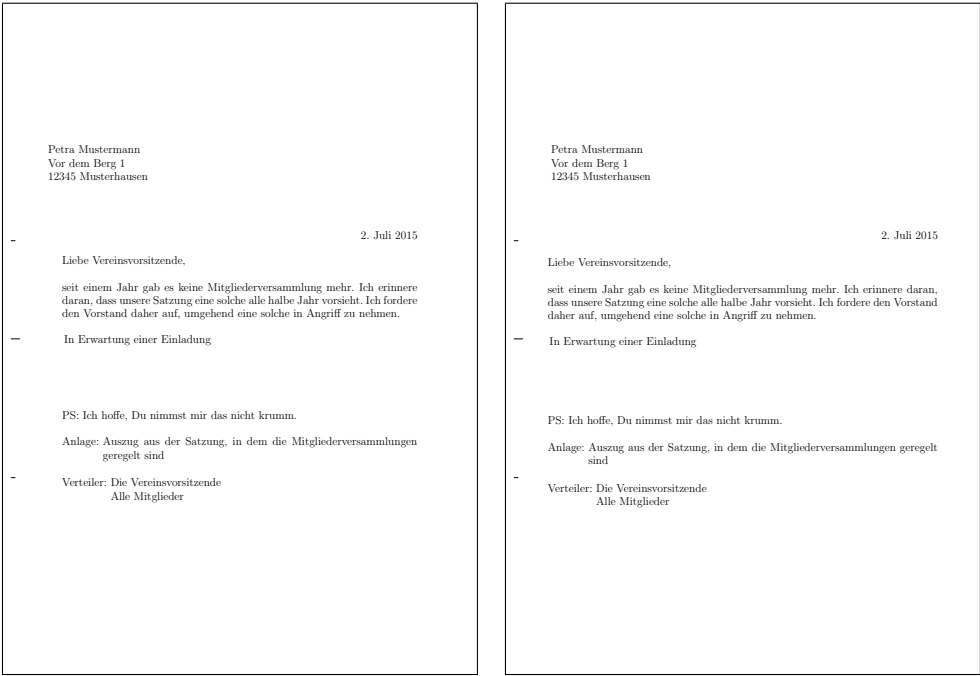 Petra Mustermann
Vor dem Berg 1
12345 Musterhausen
2. Juli 2015
Liebe Vereinsvorsitzende,
seit einem Jahr gab es keine Mitgliederversammlung mehr. Ich erinnere
daran, dass unsere Satzung eine solche alle halbe Jahr vorsieht. Ich fordere
den Vorstand daher auf, umgehend eine solche in Angriff zu nehmen.
In Erwartung einer Einladung
PS: Ich hoffe, Du nimmst mir das nicht krumm.
Anlage: Auszug aus der Satzung, in dem die Mitgliederversammlungen
geregelt sind
Verteiler: Die Vereinsvorsitzende
Alle Mitglieder
Petra Mustermann
Vor dem Berg 1
12345 Musterhausen
2. Juli 2015
Liebe Vereinsvorsitzende,
seit einem Jahr gab es keine Mitgliederversammlung mehr. Ich erinnere daran,
dass unsere Satzung eine solche alle halbe Jahr vorsieht. Ich fordere den Vorstand
daher auf, umgehend eine solche in Angriff zu nehmen.
In Erwartung einer Einladung
PS: Ich hoffe, Du nimmst mir das nicht krumm.
Anlage: Auszug aus der Satzung, in dem die Mitgliederversammlungen geregelt
sind
Verteiler: Die Vereinsvorsitzende
Alle Mitglieder